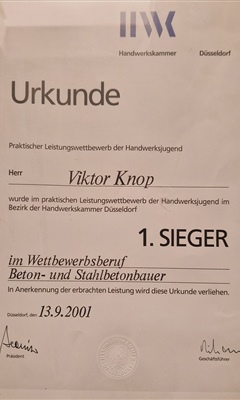 HWK
Handwerkskammer Düsseldorf
Urkunde
Praktischer Leistungswettbewerb der Handwerksjugend
Herr Viktor Knop
wurde im praktischen Leistungswettbewerb der Handwerksjugend im
Bezirk der Handwerkskammer Düsseldorf
1. SIEGER
im Wettbewerbsberuf
Beton- und Stahlbetonbauer
In Anerkennung der erbrachten Leistung wird diese Urkunde verliehen.
Düsseldorf, den 13.9.2001
Präsident Geschäftsführer